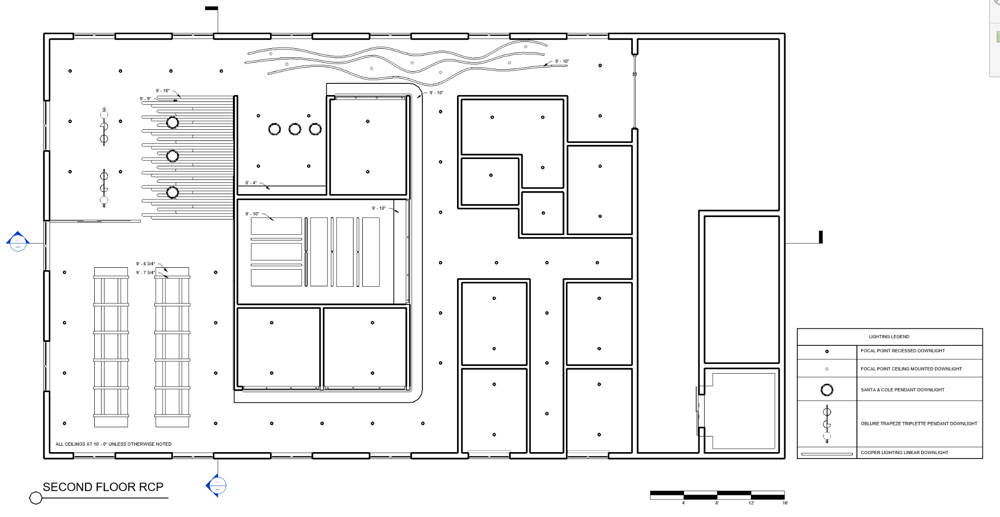 9' - 10"
9' - 10"
9' - 9"
9' - 10"
8' - 4"
9' - 10"
9' - 10"
9' - 6 3/4"
9' - 7 3/4"
ALL CEILINGS AT 10' - 0" UNLESS OTHERWISE NOTED
LIGHTING LEGEND
FOCAL POINT RECESSED DOWNLIGHT
FOCAL POINT CEILING MOUNTED DOWNLIGHT
SANTA & COLE PENDANT DOWNLIGHT
OBLURE TRAPEZE TRIPLETTE PENDANT DOWNLIGHT
COOPER LIGHTING LINEAR DOWNLIGHT
SECOND FLOOR RCP
4' 8' 12' 16'